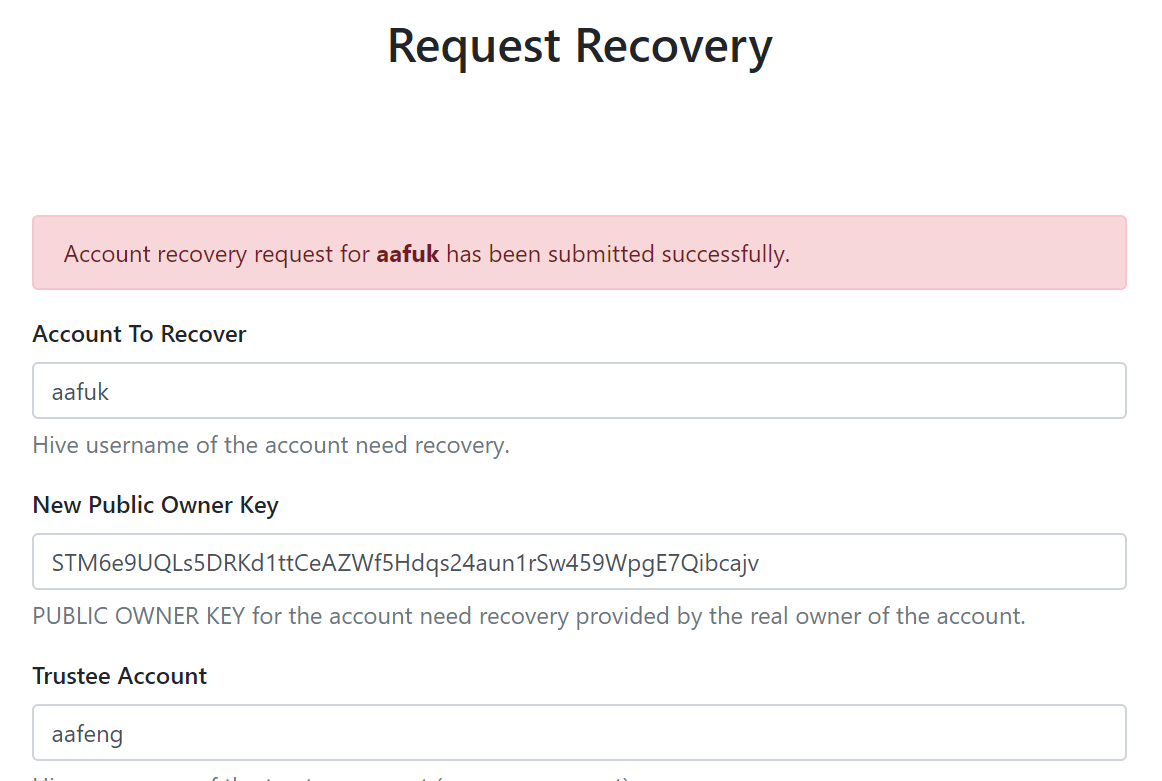 Request Recovery
Account recovery request for aafuk has been submitted successfully.
Account To Recover
aafuk
Hive username of the account need recovery.
New Public Owner Key
STM6e9UQLs5DRKd1ttCeAZWf5Hdqs24aun1rSw459WpgE7Qibcajv
PUBLIC OWNER KEY for the account need recovery provided by the real owner of the account.
Trustee Account
aafeng